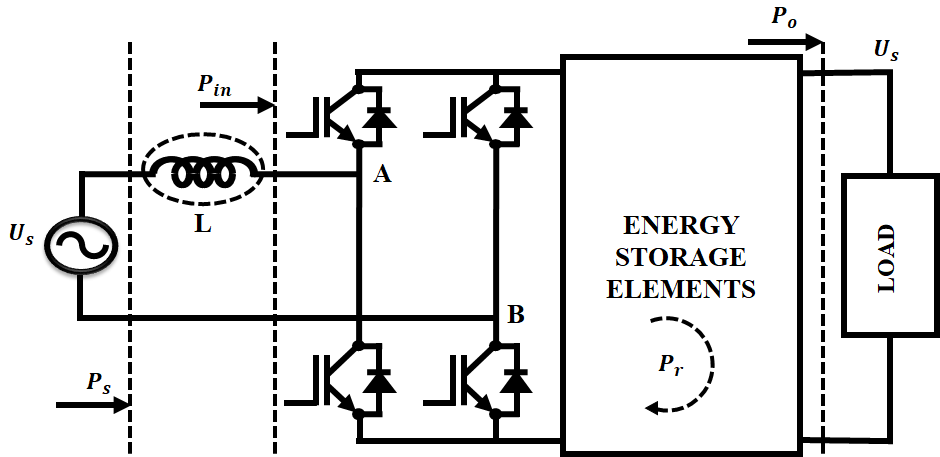 P_o
U_s
P_in
A
L
U_s
ENERGY
STORAGE
ELEMENTS
LOAD
B
P_r
P_s